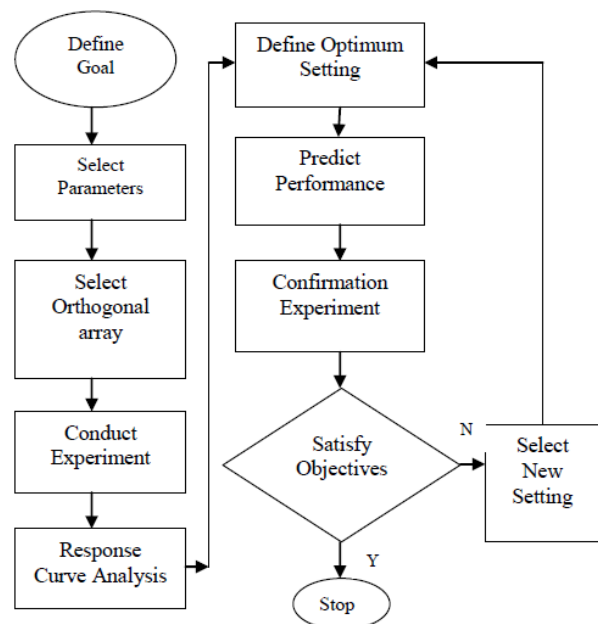 Define
Goal
Select
Parameters
Select
Orthogonal
array
Conduct
Experiment
Response
Curve Analysis
Define Optimum
Setting
Predict
Performance
Confirmation
Experiment
Satisfy
Objectives
N
Select
New
Setting
Y
Stop